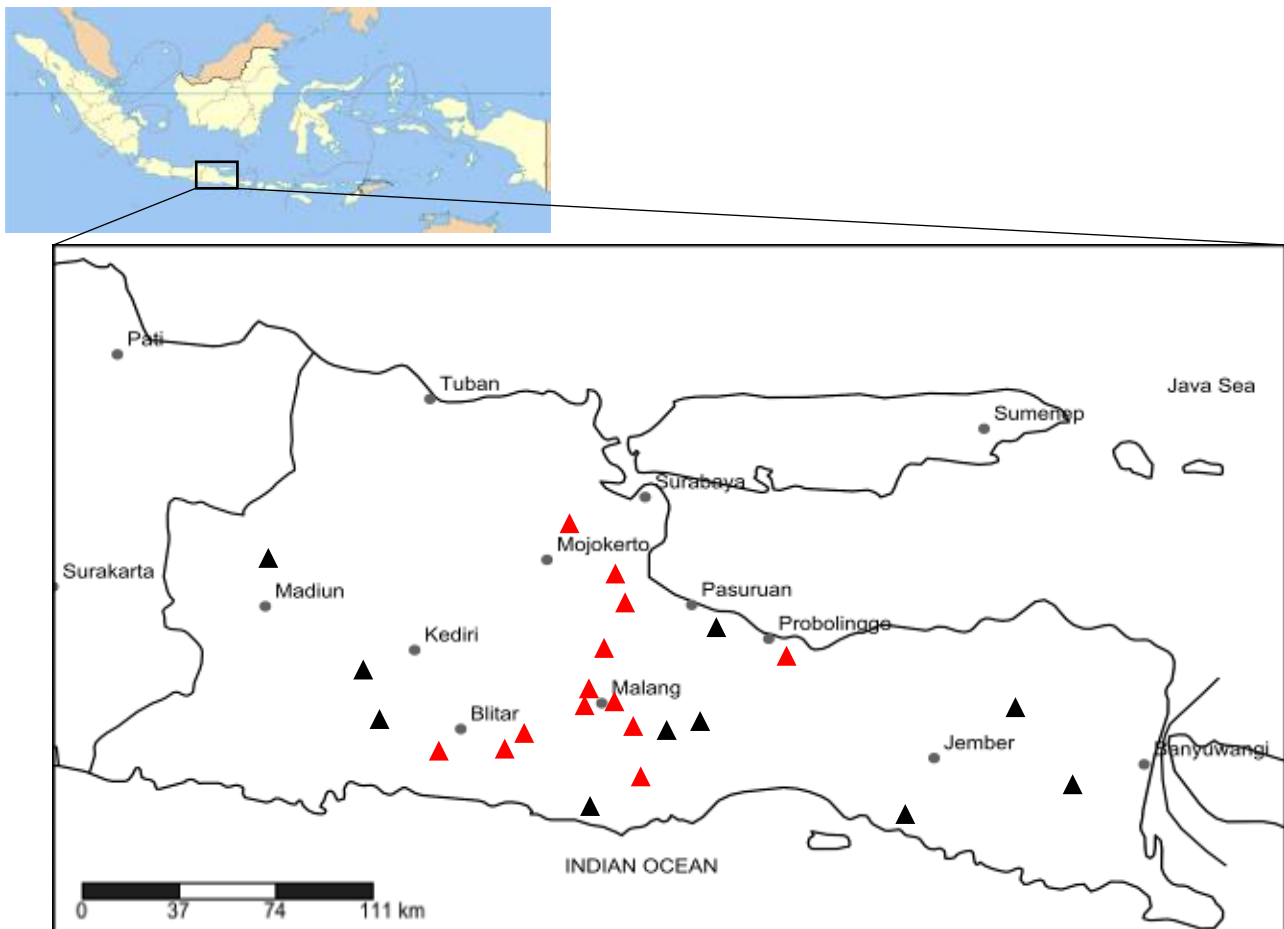 Pati
Tuban
Java Sea
Sumenep
Surabaya
Mojokerto
Surakarta
Madiun
Pasuruan
Probolinggo
Kediri
Malang
Blitar
Jember
Banyuwangi
INDIAN OCEAN
0 37 74 111 km